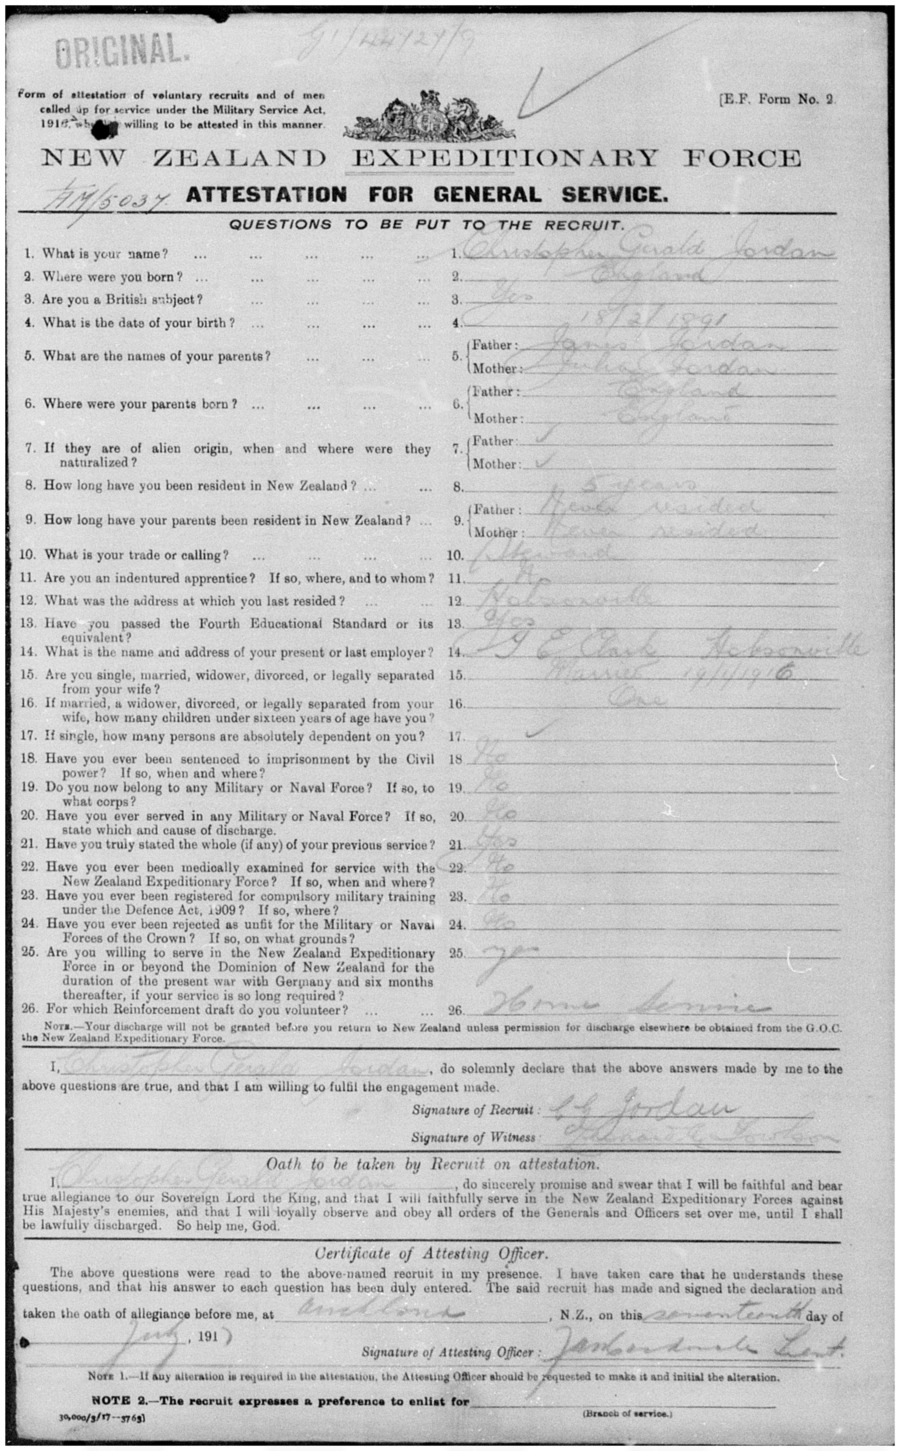 ORIGINAL.
Form of attestation of voluntary recruits and of men
called up for service under the Military Service Act,
willing to be attested in this manner.
[E.F. Form No. 2.
NEW ZEALAND EXPEDITIONARY FORCE
ATTESTATION FOR GENERAL SERVICE.
QUESTIONS TO BE PUT TO THE RECRUIT.
1. What is your name? ... ... ... ... 1. Christopher Gerald Jordan
2. Where were you born? ... ... ... ... 2. England
3. Are you a British subject? ... ... ... 3. Yes
4. What is the date of your birth? ... ... ... 4. 18/2/1891
5. What are the names of your parents? ... ... 5. Father: James Jordan
Mother: Julia Jordan
6. Where were your parents born? ... ... ... 6. Father: England
Mother: England
7. If they are of alien origin, when and where were they 7. Father: ✓
naturalized? Mother: ✓
8. How long have you been resident in New Zealand? ... ... 8. 5 years
9. How long have your parents been resident in New Zealand? ... 9. Father: Never resided
Mother: Never resided
10. What is your trade or calling? ... ... ... ... 10. Steward
11. Are you an indentured apprentice? If so, where, and to whom? 11.
12. What was the address at which you last resided? ... ... 12. Hobsonville
13. Have you passed the Fourth Educational Standard or its 13. Yes
equivalent?
14. What is the name and address of your present or last employer? 14. E Clark Hobsonville
15. Are you single, married, widower, divorced, or legally separated 15. Married 19/1/1916
from your wife?
16. If married, a widower, divorced, or legally separated from your 16. One
wife, how many children under sixteen years of age have you?
17. If single, how many persons are absolutely dependent on you? 17. ✓
18. Have you ever been sentenced to imprisonment by the Civil 18. No
power? If so, when and where?
19. Do you now belong to any Military or Naval Force? If so, to 19. No
what corps?
20. Have you ever served in any Military or Naval Force? If so, 20. No
state which and cause of discharge.
21. Have you truly stated the whole (if any) of your previous service? 21. Yes
22. Have you ever been medically examined for service with the 22. No
New Zealand Expeditionary Force? If so, when and where?
23. Have you ever been registered for compulsory military training 23. No
under the Defence Act, 1909? If so, where?
24. Have you ever been rejected as unfit for the Military or Naval 24. No
Forces of the Crown? If so, on what grounds?
25. Are you willing to serve in the New Zealand Expeditionary 25. yes
Force in or beyond the Dominion of New Zealand for the
duration of the present war with Germany and six months
thereafter, if your service is so long required?
26. For which Reinforcement draft do you volunteer? ... ... 26. Home Service
NOTE.—Your discharge will not be granted before you return to New Zealand unless permission for discharge elsewhere be obtained from the G.O.C.
the New Zealand Expeditionary Force.
I, Christopher Gerald Jordan, do solemnly declare that the above answers made by me to the
above questions are true, and that I am willing to fulfil the engagement made.
Signature of Recruit: C G Jordan
Signature of Witness:
Oath to be taken by Recruit on attestation.
I, Christopher Gerald Jordan, do sincerely promise and swear that I will be faithful and bear
true allegiance to our Sovereign Lord the King, and that I will faithfully serve in the New Zealand Expeditionary Forces against
His Majesty's enemies, and that I will loyally observe and obey all orders of the Generals and Officers set over me, until I shall
be lawfully discharged. So help me, God.
Certificate of Attesting Officer.
The above questions were read to the above-named recruit in my presence. I have taken care that he understands these
questions, and that his answer to each question has been duly entered. The said recruit has made and signed the declaration and
taken the oath of allegiance before me, at Auckland, N.Z., on this seventeenth day of
July, 1917
Signature of Attesting Officer: Lieut.
NOTE 1.—If any alteration is required in the attestation, the Attesting Officer should be requested to make it and initial the alteration.
NOTE 2.—The recruit expresses a preference to enlist for
(Branch of service.)
30,000/3/17—3763]